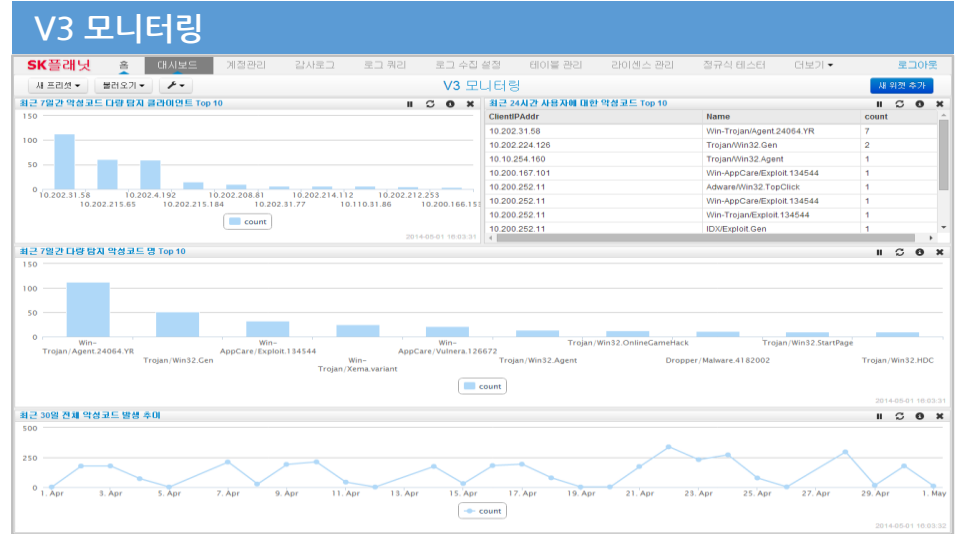 V3 모니터링
SK플래닛 홈 대시보드 계정관리 감사로그 로그 쿼리 로그 수집 설정 테이블 관리 라이센스 관리 정규식 테스터 더보기 로그아웃
새 프리셋 불러오기 V3 모니터링 새 위젯 추가
최근 7일간 악성코드 다량 탐지 클라이언트 Top 10
150
100
50
0
10.202.31.58 10.202.4.192 10.202.208.81 10.202.214.112 10.202.212.253
10.202.215.65 10.202.215.184 10.202.31.77 10.110.31.86 10.200.166.15
count
2014-05-01 16:03:31
최근 24시간 사용자에 대한 악성코드 Top 10
ClientIPAddr Name count
10.202.31.58 Win-Trojan/Agent.24064.YR 7
10.202.224.126 Trojan/Win32.Gen 2
10.10.254.160 Trojan/Win32.Agent 1
10.200.167.101 Win-AppCare/Exploit.134544 1
10.200.252.11 Adware/Win32.TopClick 1
10.200.252.11 Win-AppCare/Exploit.134544 1
10.200.252.11 Win-Trojan/Exploit.134544 1
10.200.252.11 IDX/Exploit.Gen 1
최근 7일간 다량 탐지 악성코드 명 Top 10
150
100
50
0
Win-Trojan/Agent.24064.YR
Trojan/Win32.Gen
Win-AppCare/Exploit.134544
Win-Trojan/Xema.variant
Win-AppCare/Vulnera.126672
Trojan/Win32.Agent
Trojan/Win32.OnlineGameHack
Dropper/Malware.4182002
Trojan/Win32.StartPage
Trojan/Win32.HDC
count
2014-05-01 16:03:31
최근 30일 전체 악성코드 발생 추이
500
250
0
1. Apr 3. Apr 5. Apr 7. Apr 9. Apr 11. Apr 13. Apr 15. Apr 17. Apr 19. Apr 21. Apr 23. Apr 25. Apr 27. Apr 29. Apr 1. May
count
2014-05-01 16:03:32